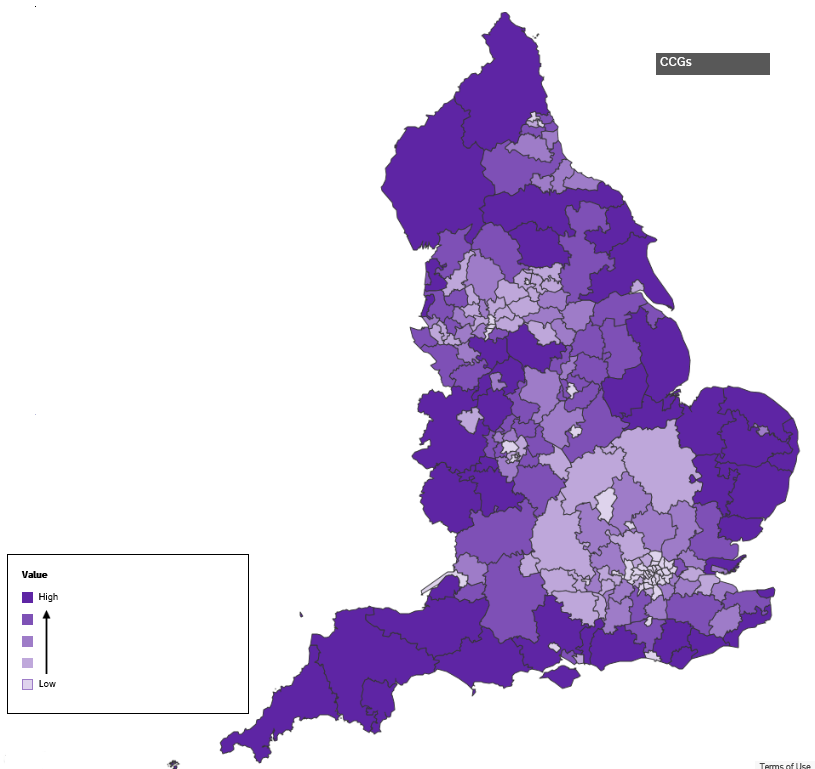 CCGs
Value
High
Low
Terms of Use